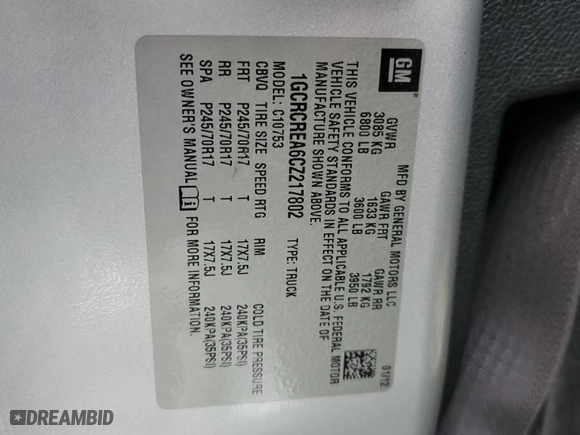 GM
MFD BY GENERAL MOTORS LLC
01/12
GVWR GAWR FRT GAWR RR
3085 KG 1633 KG 1792 KG
6800 LB 3600 LB 3950 LB
THIS VEHICLE CONFORMS TO ALL APPLICABLE U.S. FEDERAL MOTOR
VEHICLE SAFETY STANDARDS IN EFFECT ON THE DATE OF
MANUFACTURE SHOWN ABOVE.
1GCRCREA6CZ217802 TYPE: TRUCK
C10753
CBVQ TIRE SIZE SPEED RTG RIM COLD TIRE PRESSURE
FRT P245/70R17 T 17X7.5J 240KPA(35PSI)
RR P245/70R17 T 17X7.5J 240KPA(35PSI)
SPA P245/70R17 T 17X7.5J 240KPA(35PSI)
SEE OWNER'S MANUAL FOR MORE INFORMATION.
DREAMBID